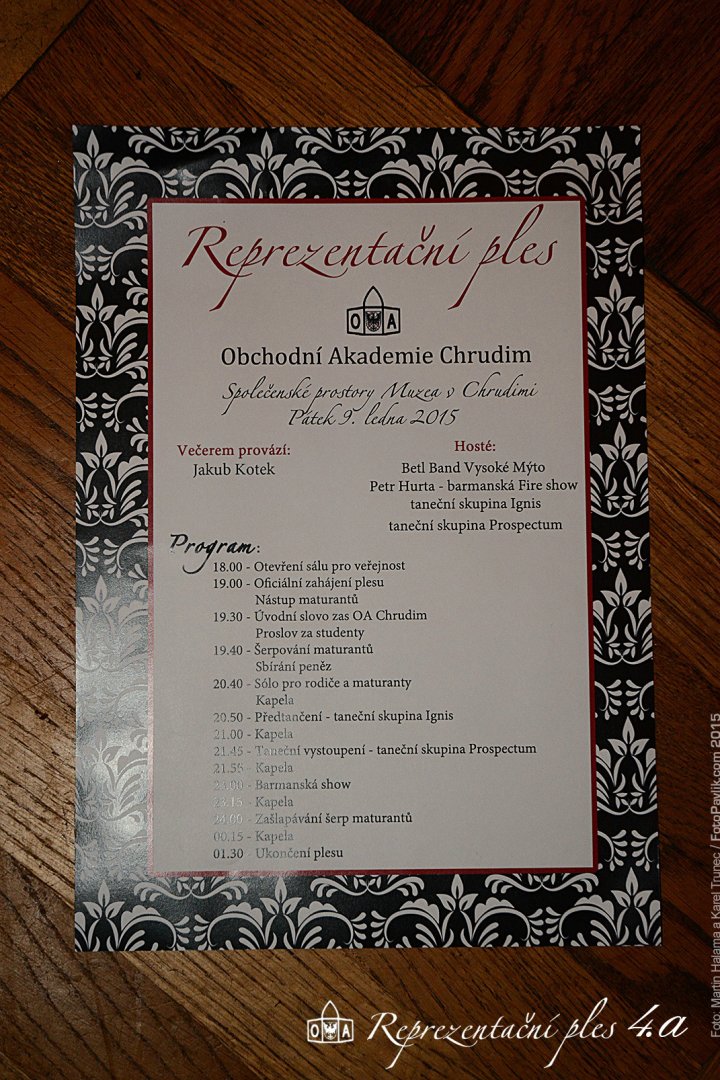 Reprezentační ples
O A
Obchodní Akademie Chrudim
Společenské prostory Muzea v Chrudimi
Pátek 9. ledna 2015
Večerem provází:
Jakub Kotek
Hosté:
Betl Band Vysoké Mýto
Petr Hurta - barmanská Fire show
taneční skupina Ignis
taneční skupina Prospectum
Program:
18.00 - Otevření sálu pro veřejnost
19.00 - Oficiální zahájení plesu
Nástup maturantů
19.30 - Úvodní slovo zas OA Chrudim
Proslov za studenty
19.40 - Šerpování maturantů
Sbírání peněz
20.40 - Sólo pro rodiče a maturanty
Kapela
20.50 - Předtančení - taneční skupina Ignis
21.00 - Kapela
21.45 - Taneční vystoupení - taneční skupina Prospectum
21.55 - Kapela
23.00 - Barmanská show
23.15 - Kapela
24.00 - Zašlapávání šerp maturantů
00.15 - Kapela
01.30 - Ukončení plesu
O A Reprezentační ples 4.a
Foto: Martin Halama a Karel Trunec / FotoPavlik.com 2015